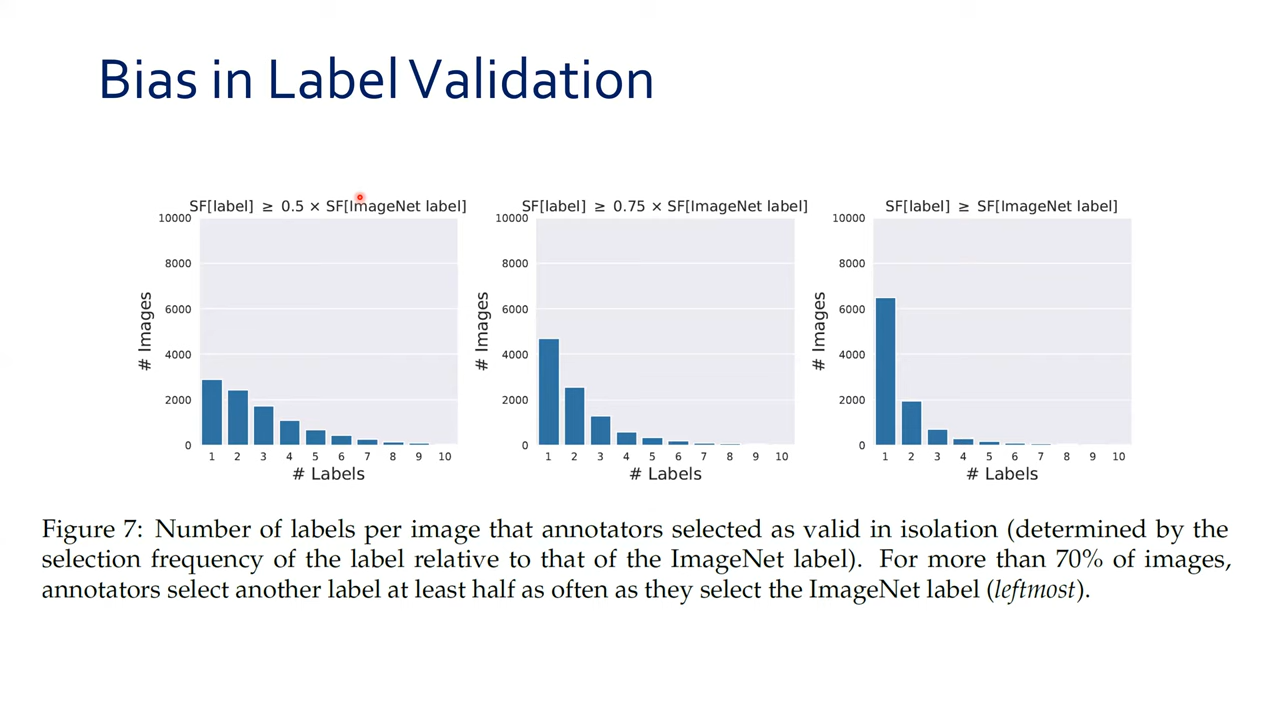 Bias in Label Validation
SF[label] ≥ 0.5 × SF[ImageNet label]
10000
8000
6000
4000
2000
0
# Images
1 2 3 4 5 6 7 8 9 10
# Labels
SF[label] ≥ 0.75 × SF[ImageNet label]
10000
8000
6000
4000
2000
0
# Images
1 2 3 4 5 6 7 8 9 10
# Labels
SF[label] ≥ SF[ImageNet label]
10000
8000
6000
4000
2000
0
# Images
1 2 3 4 5 6 7 8 9 10
# Labels
Figure 7: Number of labels per image that annotators selected as valid in isolation (determined by the
selection frequency of the label relative to that of the ImageNet label). For more than 70% of images,
annotators select another label at least half as often as they select the ImageNet label (leftmost).